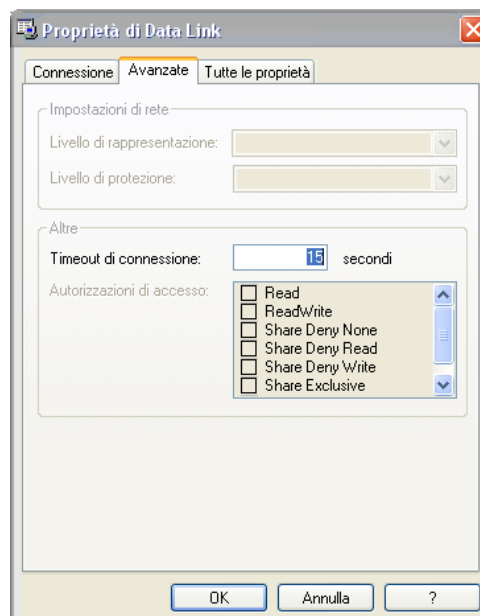 Proprietà di Data Link
Connessione Avanzate Tutte le proprietà
Impostazioni di rete
Livello di rappresentazione:
Livello di protezione:
Altre
Timeout di connessione: 15 secondi
Autorizzazioni di accesso:
Read
ReadWrite
Share Deny None
Share Deny Read
Share Deny Write
Share Exclusive
OK Annulla ?